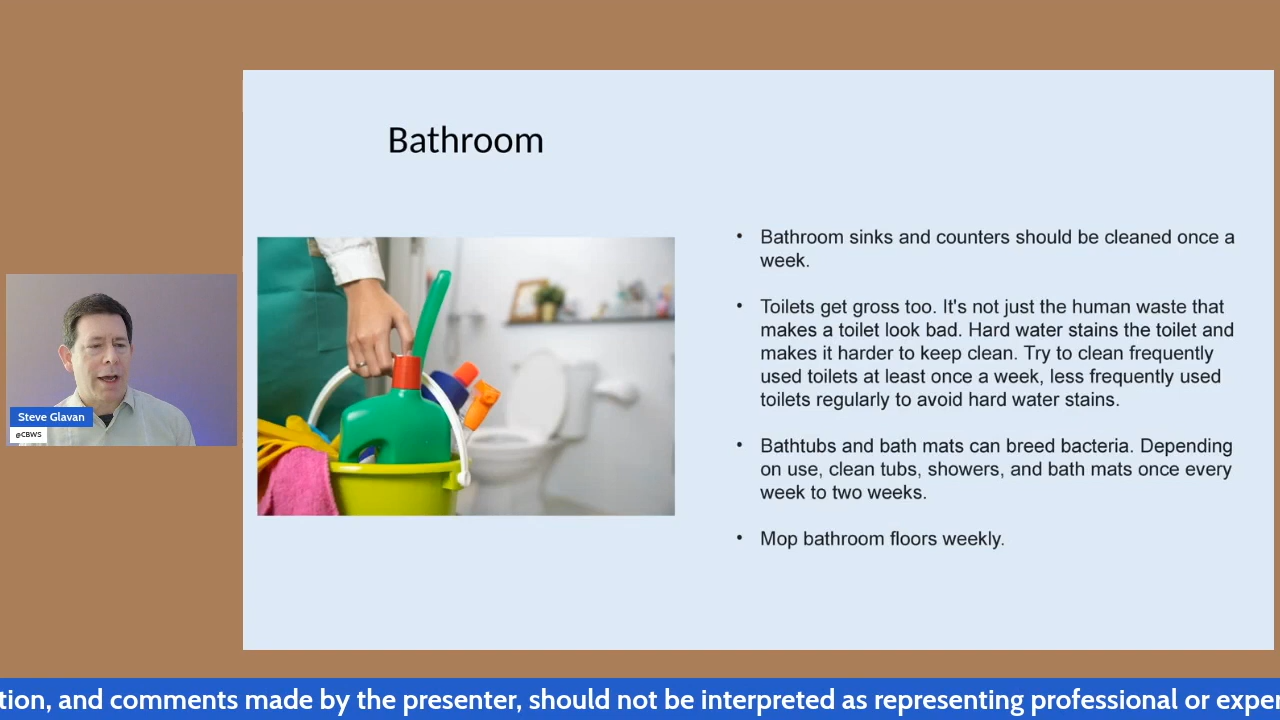 Bathroom
• Bathroom sinks and counters should be cleaned once a
week.
• Toilets get gross too. It's not just the human waste that
makes a toilet look bad. Hard water stains the toilet and
makes it harder to keep clean. Try to clean frequently
used toilets at least once a week, less frequently used
toilets regularly to avoid hard water stains.
• Bathtubs and bath mats can breed bacteria. Depending
on use, clean tubs, showers, and bath mats once every
week to two weeks.
• Mop bathroom floors weekly.
Steve Glavan
@CBWS
tion, and comments made by the presenter, should not be interpreted as representing professional or exper